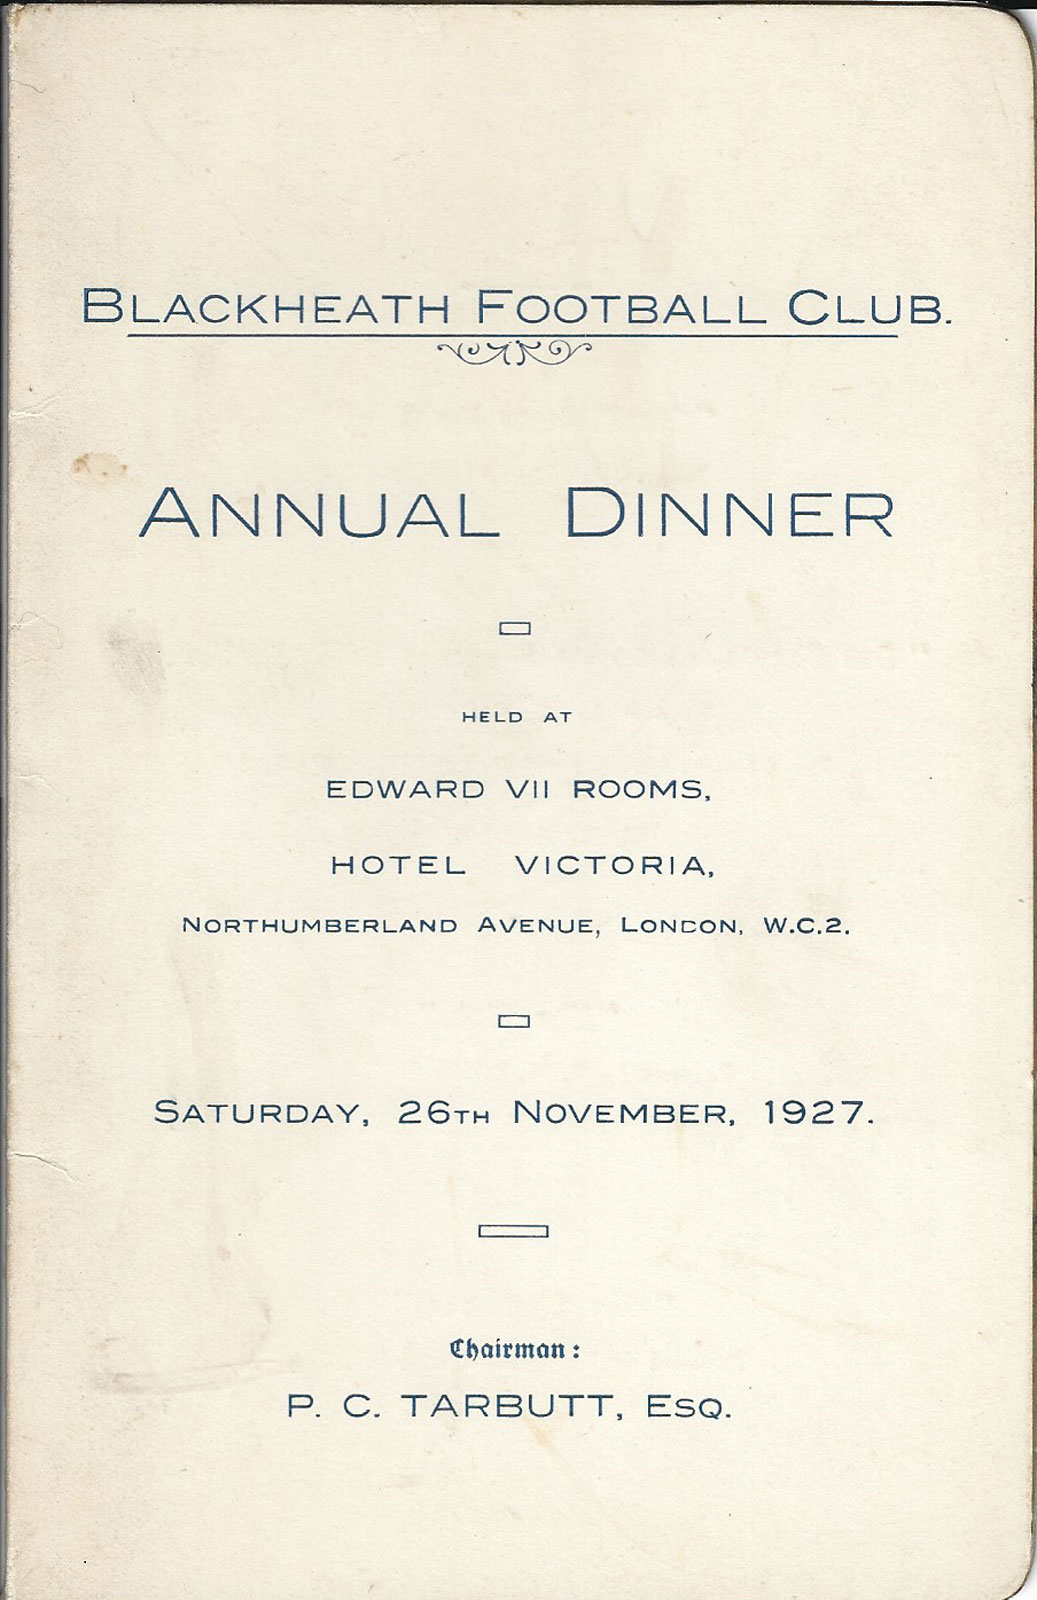 BLACKHEATH FOOTBALL CLUB.
ANNUAL DINNER
HELD AT
EDWARD VII ROOMS,
HOTEL VICTORIA,
NORTHUMBERLAND AVENUE, LONDON, W.C.2.
SATURDAY, 26TH NOVEMBER, 1927.
Chairman:
P. C. TARBUTT, ESQ.